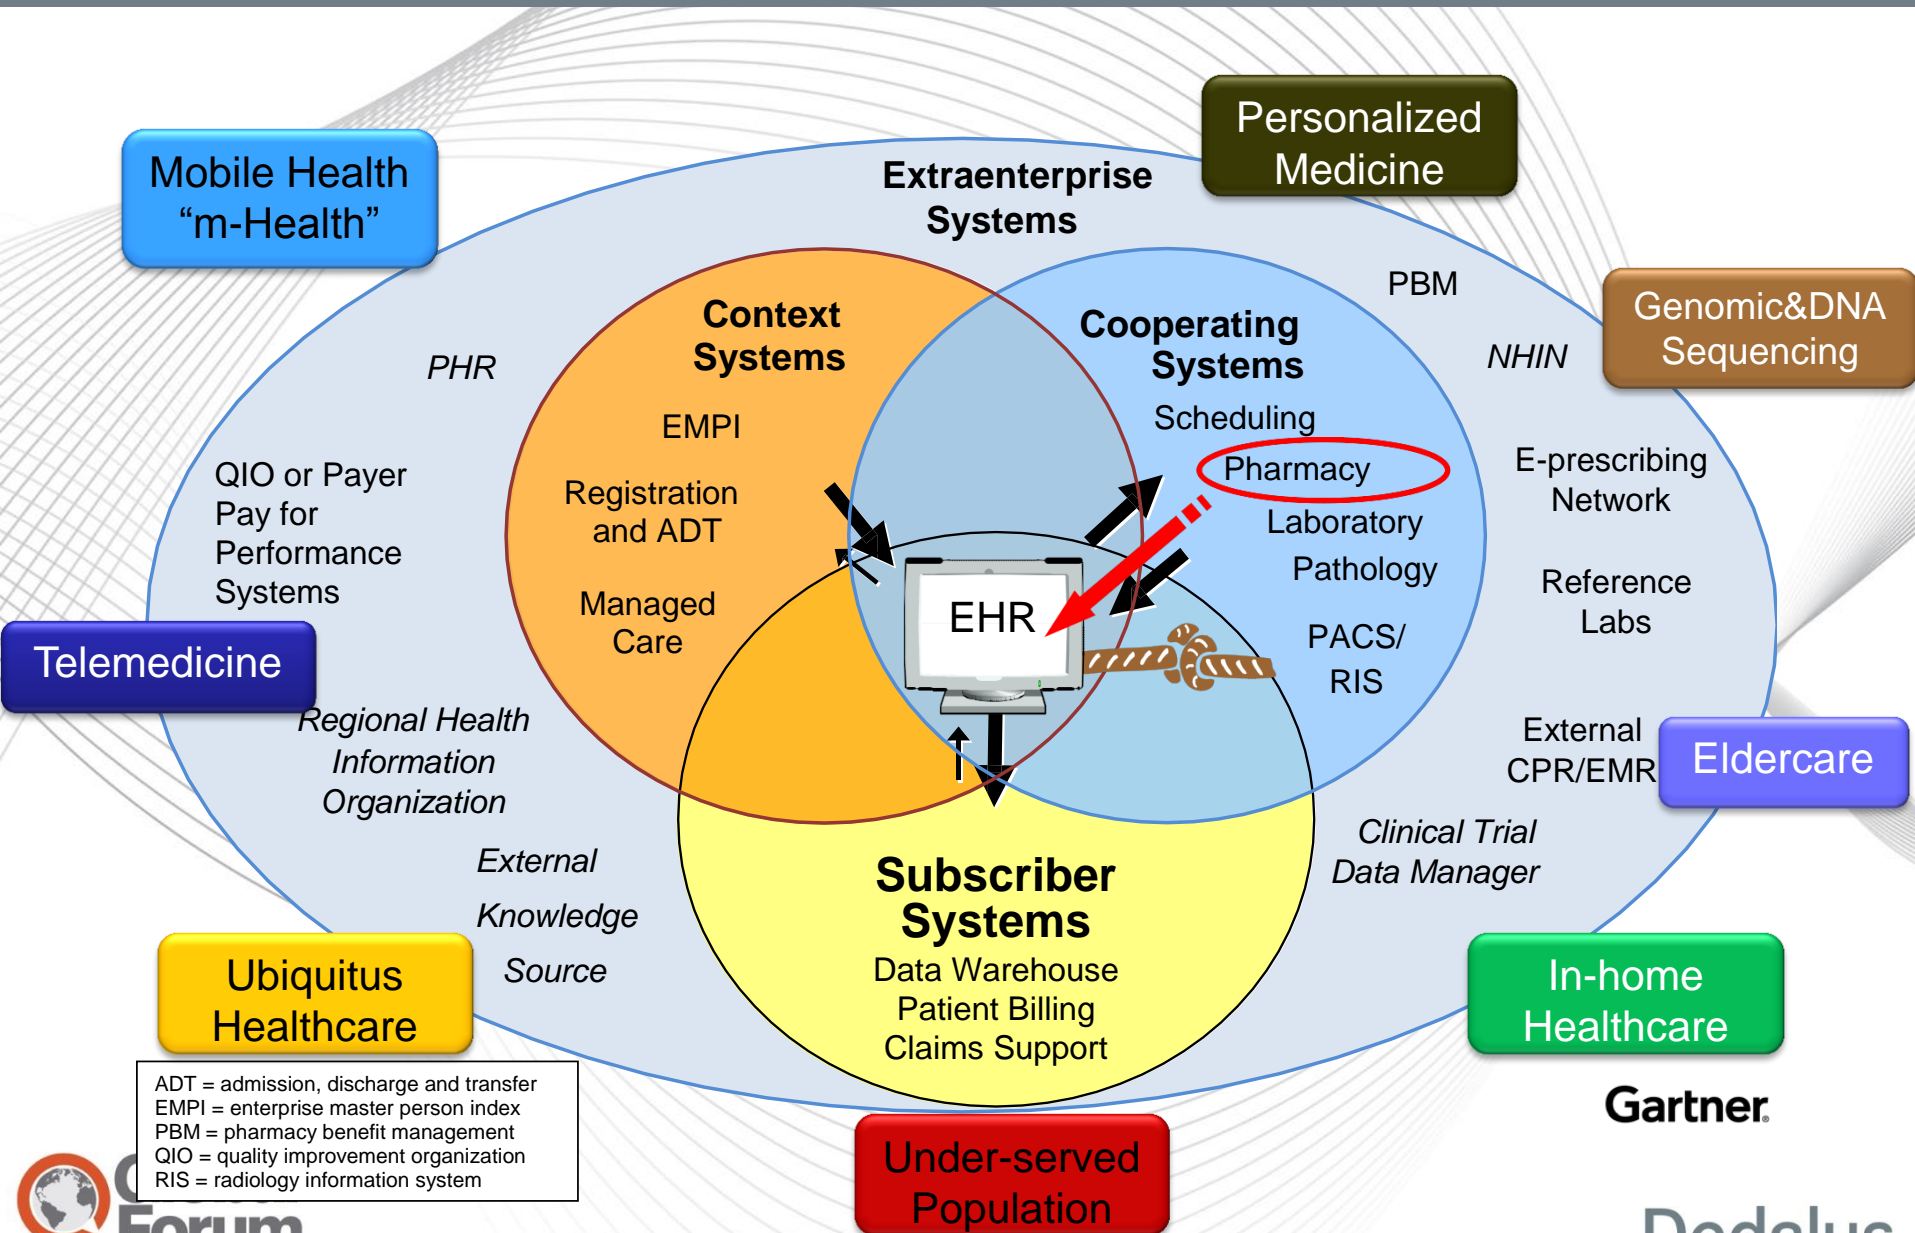 Personalized
Medicine
Mobile Health
“m-Health”
Extraenterprise
Systems
PBM
Genomic&DNA
Sequencing
Context
Systems
Cooperating
Systems
PHR
NHIN
EMPI
Scheduling
Pharmacy
QIO or Payer
Pay for
Performance
Systems
Registration
and ADT
Laboratory
Pathology
E-prescribing
Network
Managed
Care
EHR
PACS/
RIS
Reference
Labs
Telemedicine
Regional Health
Information
Organization
External
CPR/EMR
Eldercare
External
Knowledge
Source
Clinical Trial
Data Manager
Subscriber
Systems
Data Warehouse
Patient Billing
Claims Support
Ubiquitus
Healthcare
In-home
Healthcare
ADT = admission, discharge and transfer
EMPI = enterprise master person index
PBM = pharmacy benefit management
QIO = quality improvement organization
RIS = radiology information system
Gartner
Under-served
Population
Forum
Dedalus